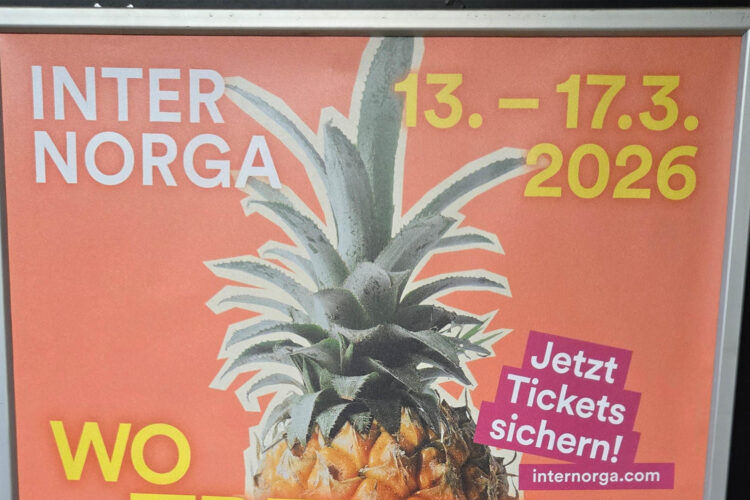 INTER
NORGA
13. – 17.3.
2026
Jetzt
Tickets
sichern!
internorga.com
WO